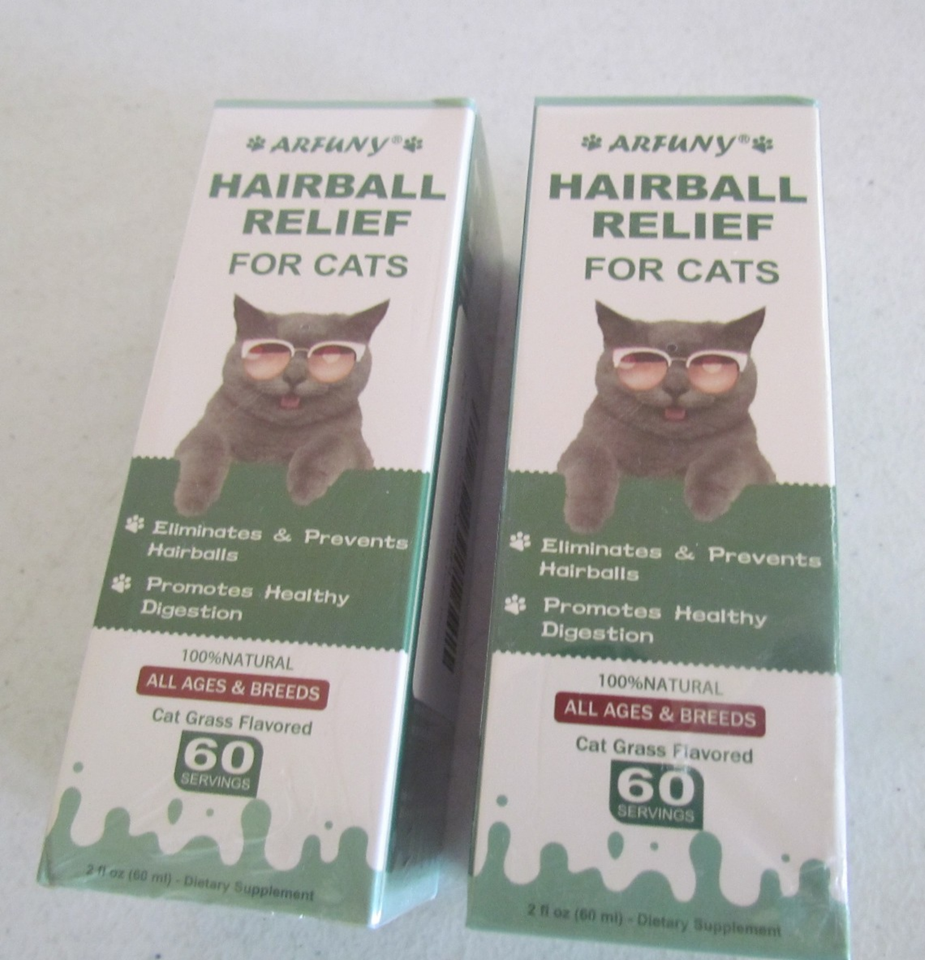 ARFUNY®
HAIRBALL
RELIEF
FOR CATS
Eliminates & Prevents
Hairballs
Promotes Healthy
Digestion
100%NATURAL
ALL AGES & BREEDS
Cat Grass Flavored
60
SERVINGS
2 fl oz (60 ml) - Dietary Supplement
ARFUNY®
HAIRBALL
RELIEF
FOR CATS
Eliminates & Prevents
Hairballs
Promotes Healthy
Digestion
100%NATURAL
ALL AGES & BREEDS
Cat Grass Flavored
60
SERVINGS
2 fl oz (60 ml) - Dietary Supplement